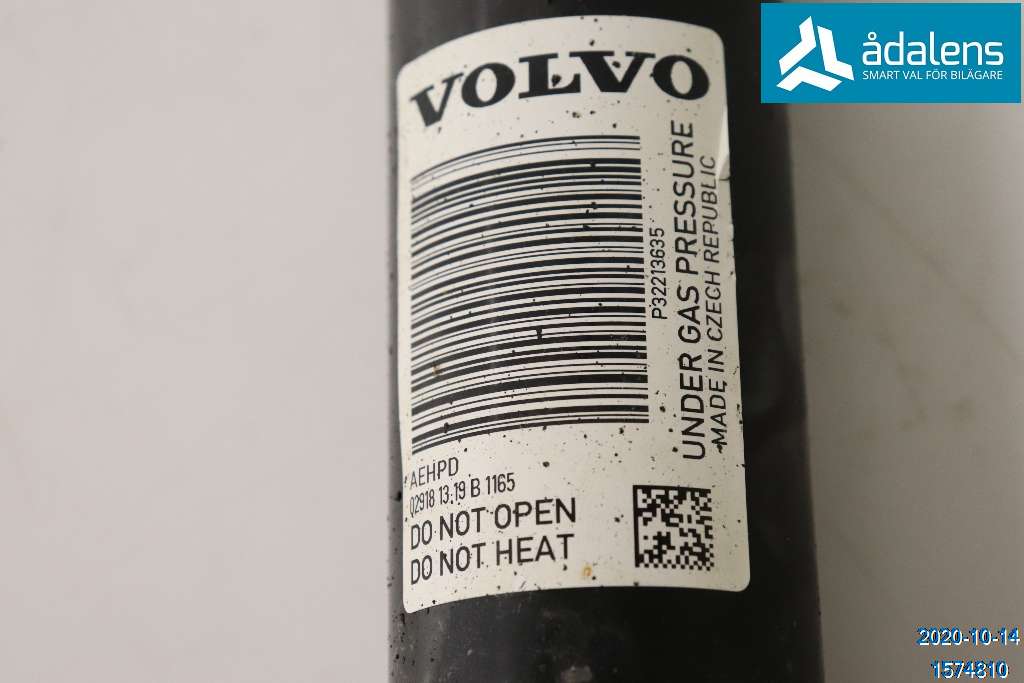 VOLVO
P32213635
UNDER GAS PRESSURE
MADE IN CZECH REPUBLIC
AEHPD
02918 13:19 B 1165
DO NOT OPEN
DO NOT HEAT
ådalens
SMART VAL FÖR BILÄGARE
2020-10-14
1574810